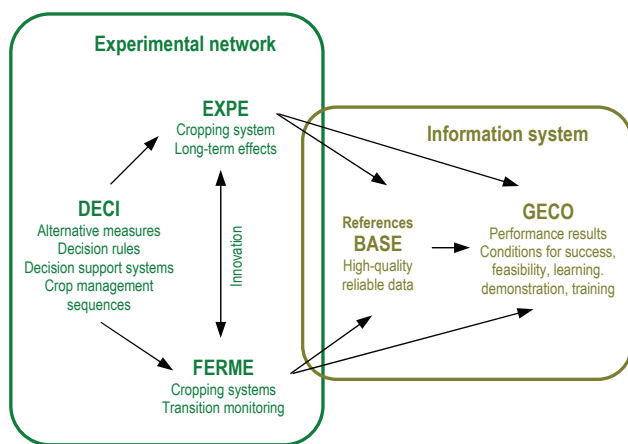 Experimental network
EXPE
Cropping system
Long-term effects
DECI
Alternative measures
Decision rules
Decision support systems
Crop management
sequences
Innovation
FERME
Cropping systems
Transition monitoring
Information system
References
BASE
High-quality
reliable data
GECO
Performance results
Conditions for success,
feasibility, learning.
demonstration, training